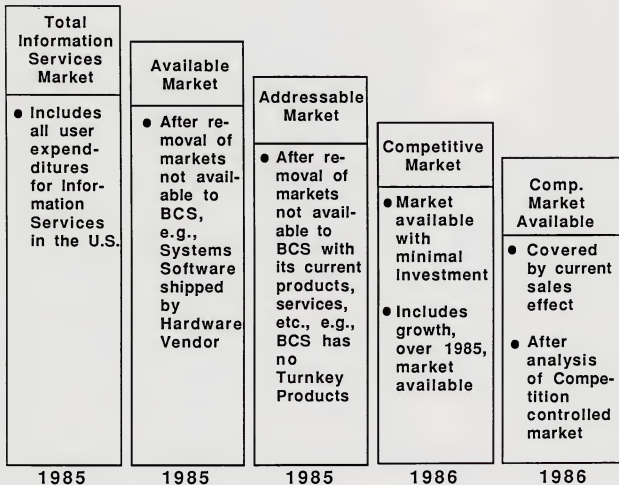 Total
Information
Services
Market
● Includes
all user
expend-
ditures
for Infor-
mation
Services
in the U.S.
1985
Available
Market
● After re-
moval of
markets
not avail-
able to
BCS,
e.g.,
Systems
Software
shipped
by
Hardware
Vendor
1985
Addressable
Market
● After re-
moval of
markets
not avail-
able to
BCS with
its current
products,
services,
etc., e.g.,
BCS has
no
Turnkey
Products
1985
Competitive
Market
● Market
available
with
minimal
Investment
● Includes
growth,
over 1985,
market
available
1986
Comp.
Market
Available
● Covered
by current
sales
effect
● After
analysis
of Compe-
tition
controlled
market
1986